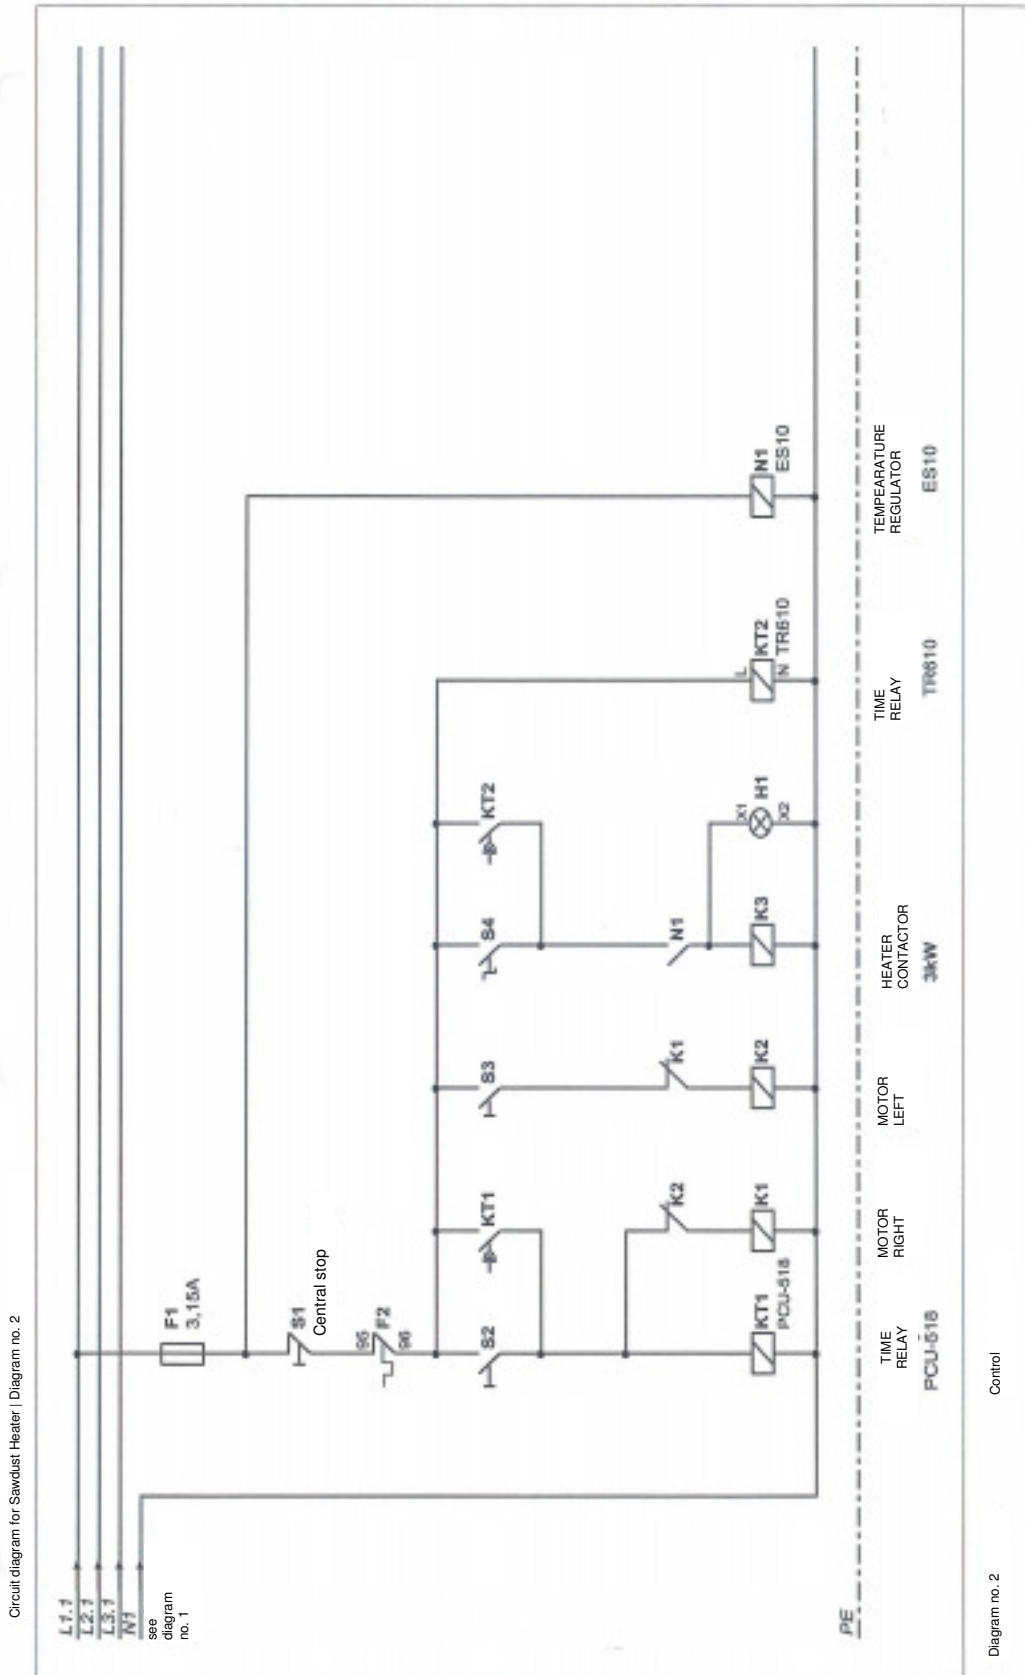 Circuit diagram for Sawdust Heater | Diagram no. 2
L1.1
L2.1
L3.1
N1
see
diagram
no. 1
F1
3,15A
S1
Central stop
95
F2
96
S2
KT1
S3
S4
KT2
K2
K1
N1
KT1
PCU-518
K1
K2
K3
X1
H1
X2
L
KT2
N
TR610
N1
ES10
PE
TIME
RELAY
PCU-518
MOTOR
RIGHT
MOTOR
LEFT
HEATER
CONTACTOR
3kW
TIME
RELAY
TR610
TEMPEARATURE
REGULATOR
ES10
Diagram no. 2
Control